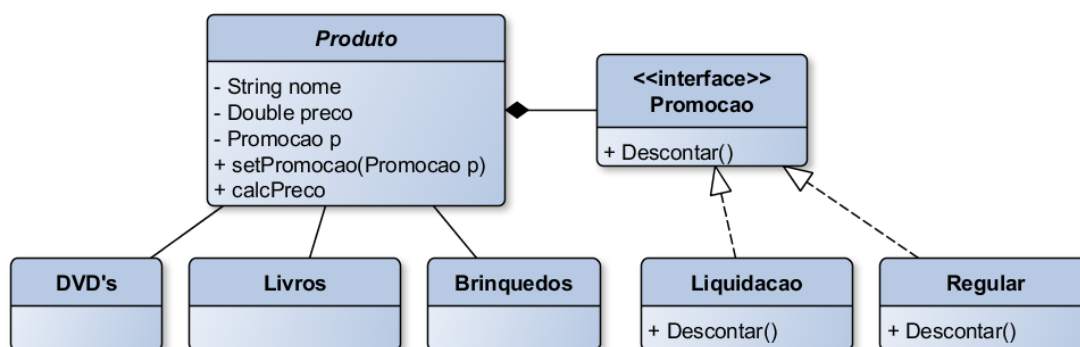 Produto
- String nome
- Double preco
- Promocao p
+ setPromocao(Promocao p)
+ calcPreco
<<interface>>
Promocao
+ Descontar()
DVD's
Livros
Brinquedos
Liquidacao
+ Descontar()
Regular
+ Descontar()